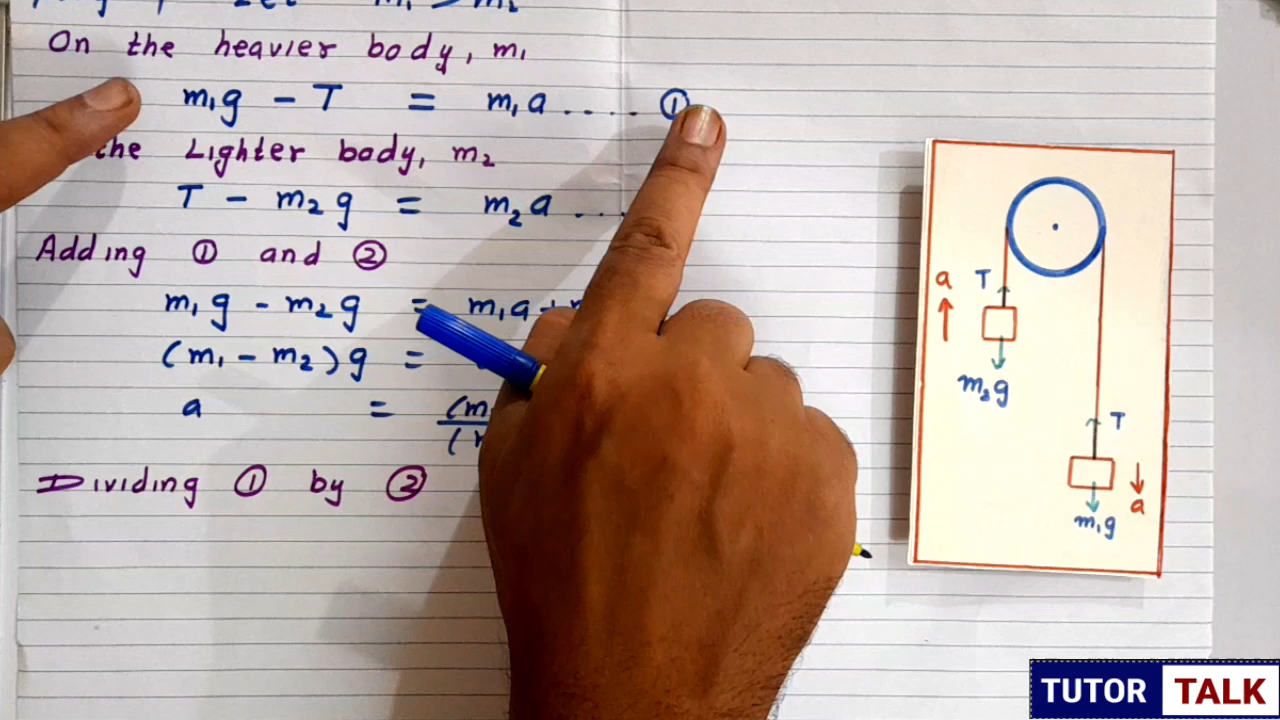 On the heavier body, m₁
m₁g - T = m₁a .... ①
the Lighter body, m₂
T - m₂g = m₂a ...
Adding ① and ②
m₁g - m₂g = m₁a +
(m₁ - m₂)g =
a = (m
(
Dividing ① by ②
a T
m₂g
T
a
m₁g
TUTOR TALK